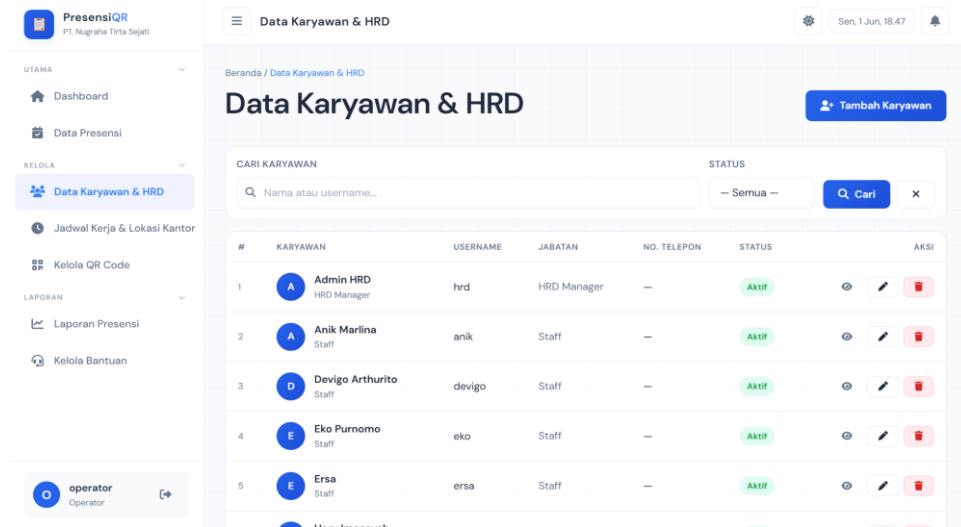 PresensiQR
PT. Nugraha Tirta Sejati
UTAMA
Dashboard
Data Presensi
KELOLA
Data Karyawan & HRD
Jadwal Kerja & Lokasi Kantor
Kelola QR Code
LAPORAN
Laporan Presensi
Kelola Bantuan
O operator
Operator
Data Karyawan & HRD
Sen, 1 Jun, 18.47
Beranda / Data Karyawan & HRD
Data Karyawan & HRD
Tambah Karyawan
CARI KARYAWAN STATUS
Nama atau username... — Semua — Cari
# KARYAWAN USERNAME JABATAN NO. TELEPON STATUS AKSI
1 A Admin HRD hrd HRD Manager — Aktif
HRD Manager
2 A Anik Marlina anik Staff — Aktif
Staff
3 D Devigo Arthurito devigo Staff — Aktif
Staff
4 E Eko Purnomo eko Staff — Aktif
Staff
5 E Ersa ersa Staff — Aktif
Staff